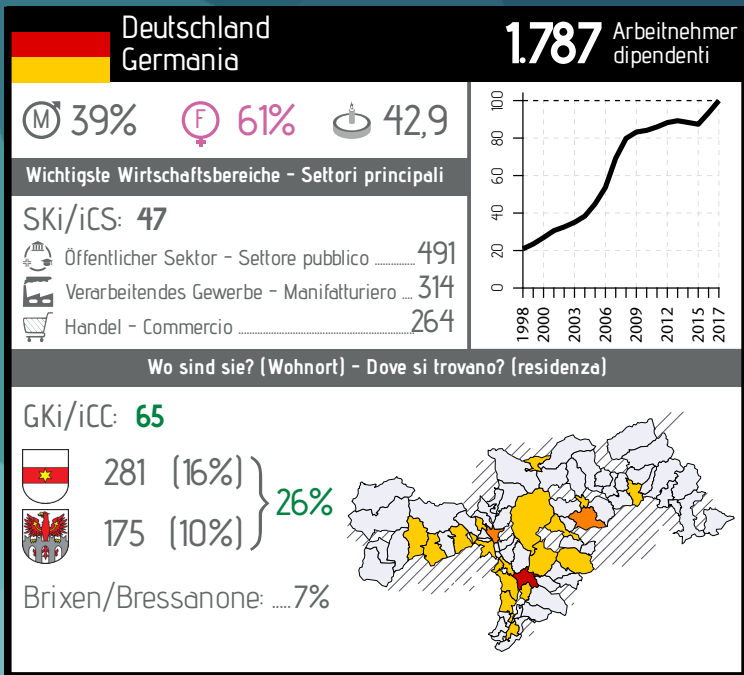 Deutschland
Germania
1.787 Arbeitnehmer
dipendenti
M 39% F 61% 42,9
Wichtigste Wirtschaftsbereiche - Settori principali
SKi/iCS: 47
Öffentlicher Sektor - Settore pubblico ............... 491
Verarbeitendes Gewerbe - Manifatturiero .... 314
Handel - Commercio ................................. 264
100
80
60
40
20
0
1998
2000
2003
2006
2009
2012
2015
2017
Wo sind sie? (Wohnort) - Dove si trovano? (residenza)
GKi/iCC: 65
281 (16%)
175 (10%)
26%
Brixen/Bressanone: ..... 7%